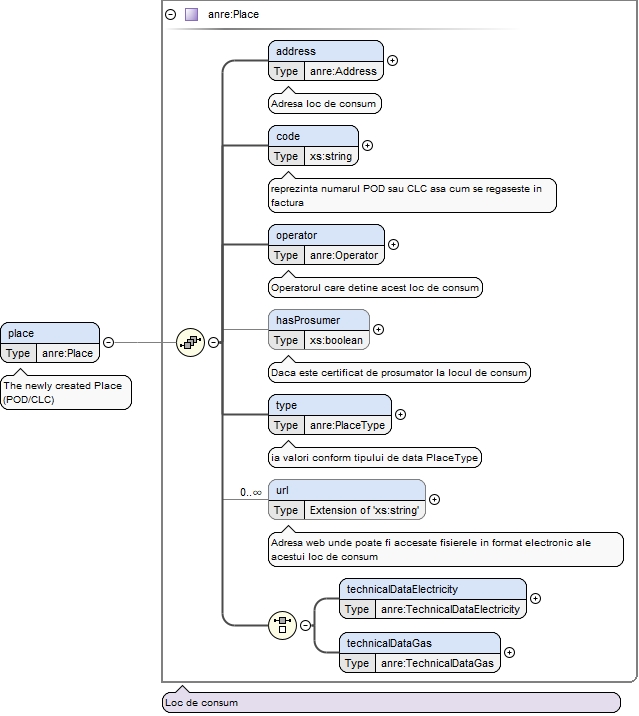 anre:Place
address
Type anre:Address
Adresa loc de consum
code
Type xs:string
reprezinta numarul POD sau CLC asa cum se regaseste in
factura
operator
Type anre:Operator
Operatorul care detine acest loc de consum
place
Type anre:Place
The newly created Place
(POD/CLC)
hasProsumer
Type xs:boolean
Daca este certificat de prosumator la locul de consum
type
Type anre:PlaceType
ia valori conform tipului de data PlaceType
0..∞
url
Type Extension of 'xs:string'
Adresa web unde poate fi accesate fisierele in format electronic ale
acestui loc de consum
technicalDataElectricity
Type anre:TechnicalDataElectricity
technicalDataGas
Type anre:TechnicalDataGas
Loc de consum